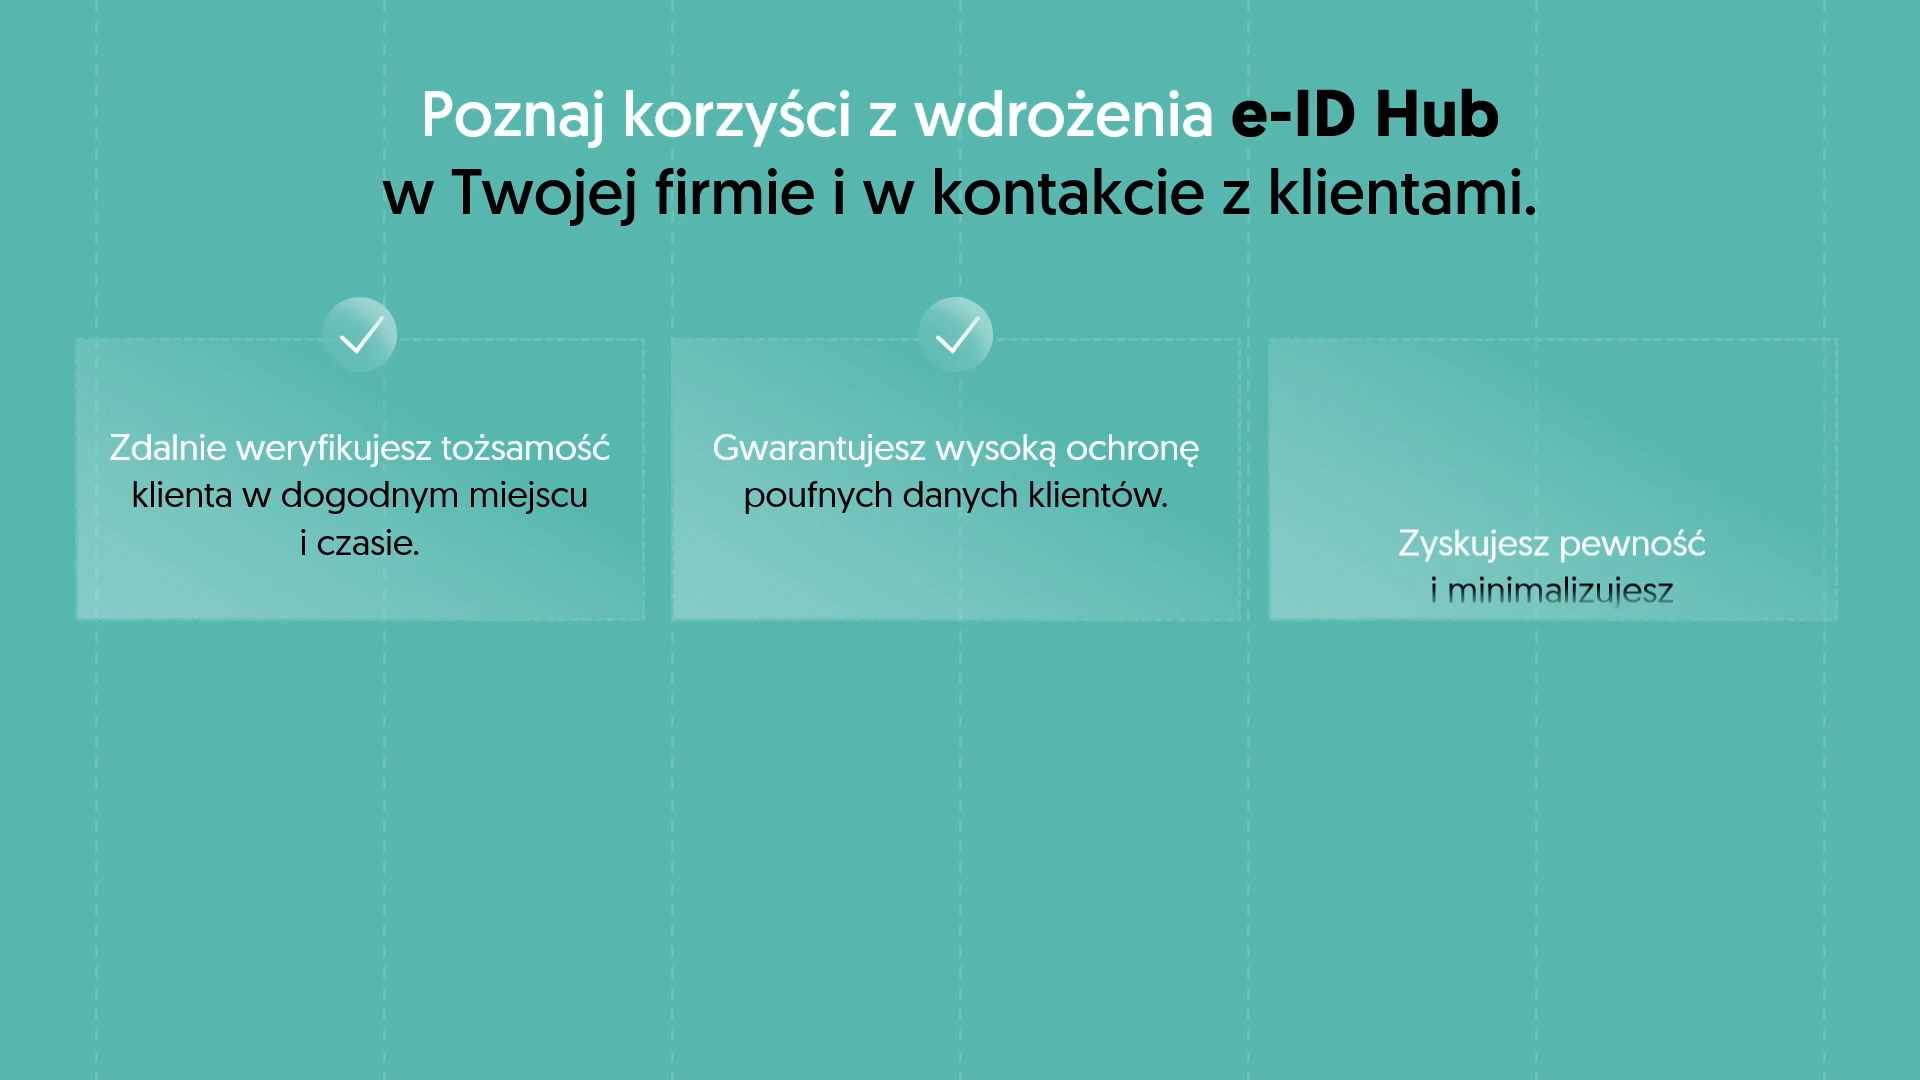 Poznaj korzyści z wdrożenia e-ID Hub
w Twojej firmie i w kontakcie z klientami.
Zdalnie weryfikujesz tożsamość
klienta w dogodnym miejscu
i czasie.
Gwarantujesz wysoką ochronę
poufnych danych klientów.
Zyskujesz pewność
i minimalizujesz